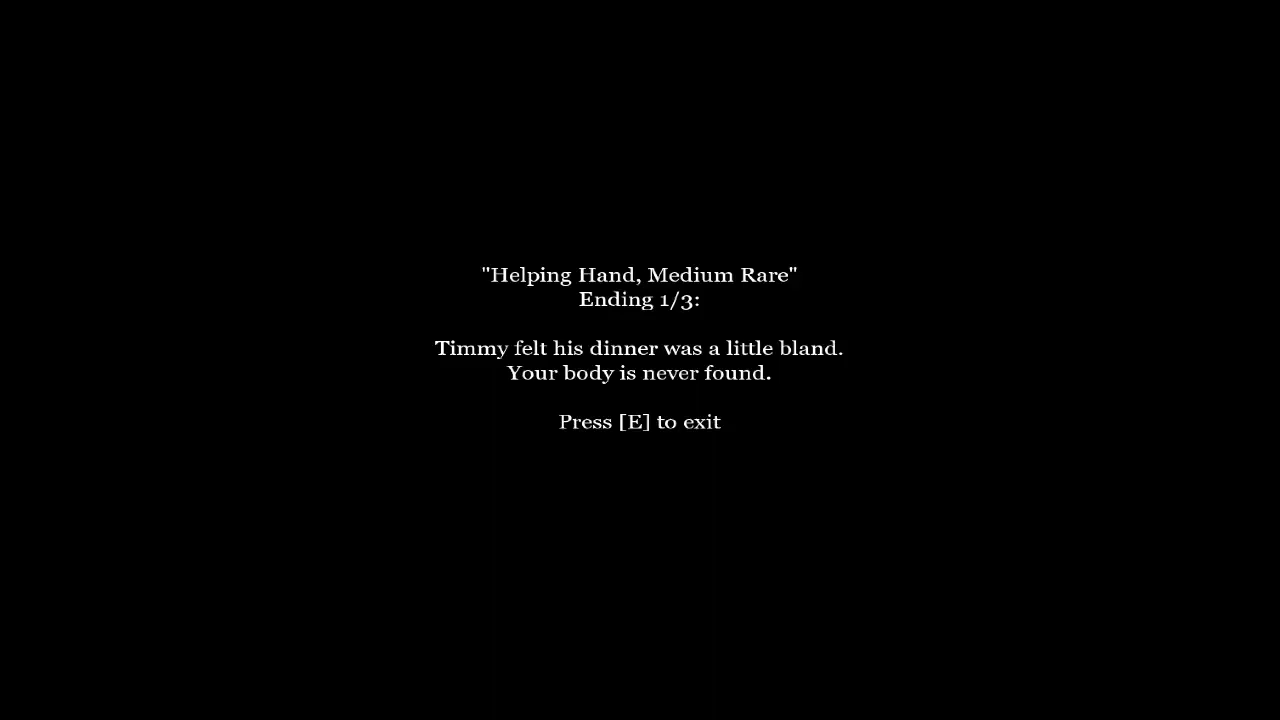 "Helping Hand, Medium Rare"
Ending 1/3:
Timmy felt his dinner was a little bland.
Your body is never found.
Press [E] to exit